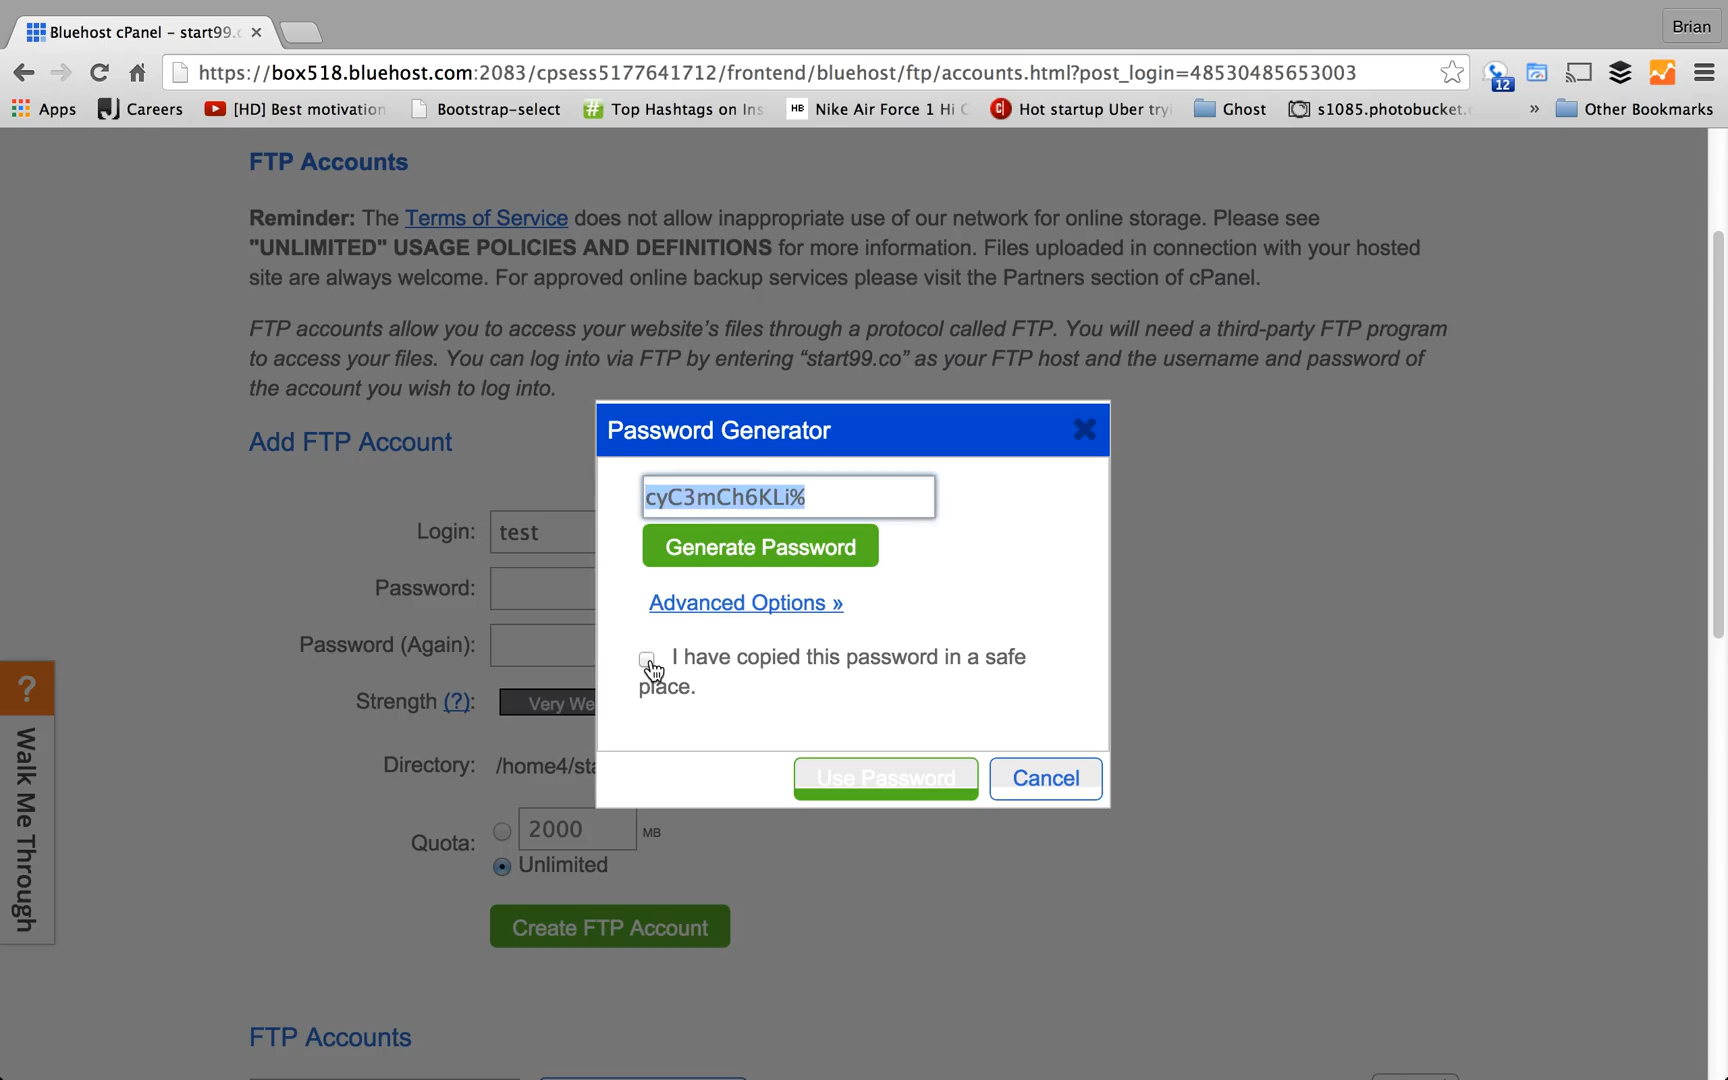 Bluehost cPanel – start99.c
Brian
https://box518.bluehost.com:2083/cpsess5177641712/frontend/bluehost/ftp/accounts.html?post_login=48530485653003
12
Apps
Careers
[HD] Best motivation
Bootstrap-select
#
Top Hashtags on Ins
HB
Nike Air Force 1 Hi C
Hot startup Uber tryi
Ghost
s1085.photobucket.c
»
Other Bookmarks
FTP Accounts
Reminder: The Terms of Service does not allow inappropriate use of our network for online storage. Please see
"UNLIMITED" USAGE POLICIES AND DEFINITIONS for more information. Files uploaded in connection with your hosted
site are always welcome. For approved online backup services please visit the Partners section of cPanel.
FTP accounts allow you to access your website's files through a protocol called FTP. You will need a third-party FTP program
to access your files. You can log into via FTP by entering “start99.co” as your FTP host and the username and password of
the account you wish to log into.
Add FTP Account
Login:
test
Password:
Password (Again):
Strength (?):
Very We
Directory:
/home4/sta
Quota:
2000
MB
Unlimited
Create FTP Account
FTP Accounts
Password Generator
cyC3mCh6KLi%
Generate Password
Advanced Options »
I have copied this password in a safe
place.
Use Password
Cancel
?
Walk Me Through